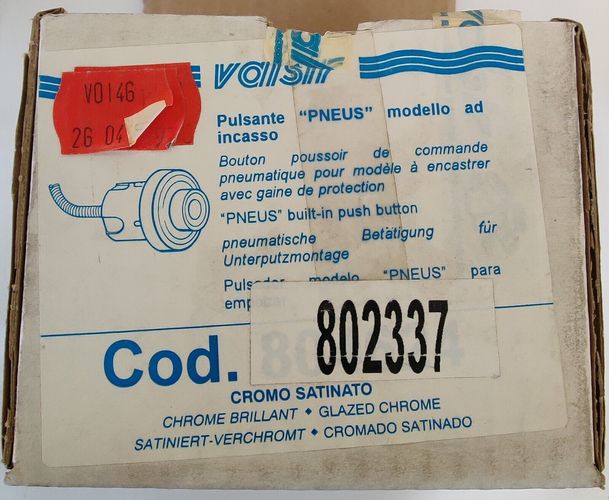 valsir
V014G
26 04
Pulsante "PNEUS" modello ad
incasso
Bouton poussoir de commande
pneumatique pour modèle à encastrer
avec gaine de protection
"PNEUS" built-in push button
pneumatische Betätigung für
Unterputzmontage
modelo "PNEUS" para
Cod. 802337
CROMO SATINATO
CHROME BRILLANT ◆ GLAZED CHROME
SATINIERT-VERCHROMT ◆ CROMADO SATINADO